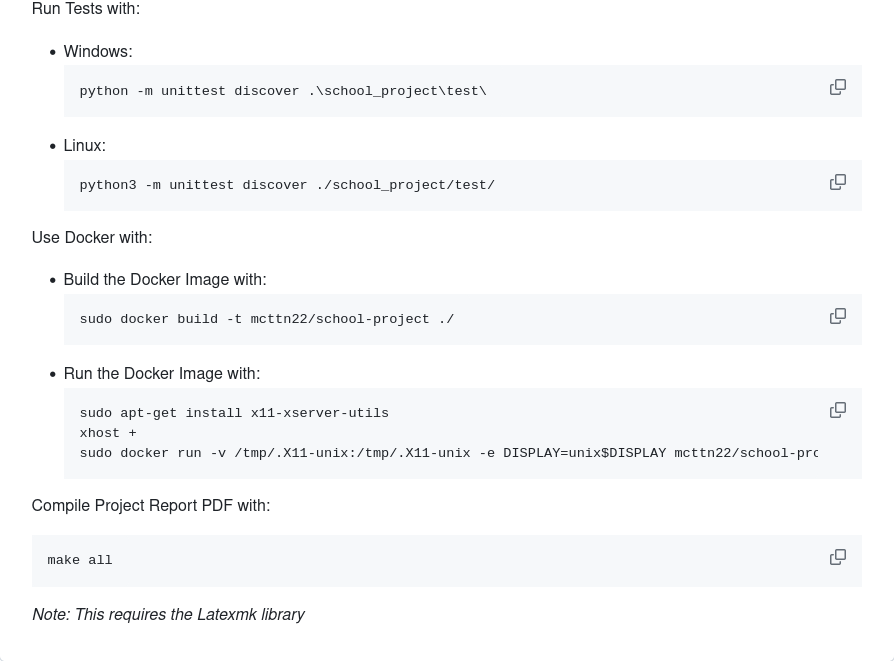 Run Tests with:
• Windows:
python -m unittest discover .\school_project\test\
• Linux:
python3 -m unittest discover ./school_project/test/
Use Docker with:
• Build the Docker Image with:
sudo docker build -t mcttn22/school-project ./
• Run the Docker Image with:
sudo apt-get install x11-xserver-utils
xhost +
sudo docker run -v /tmp/.X11-unix:/tmp/.X11-unix -e DISPLAY=unix$DISPLAY mcttn22/school-pro
Compile Project Report PDF with:
make all
Note: This requires the Latexmk library